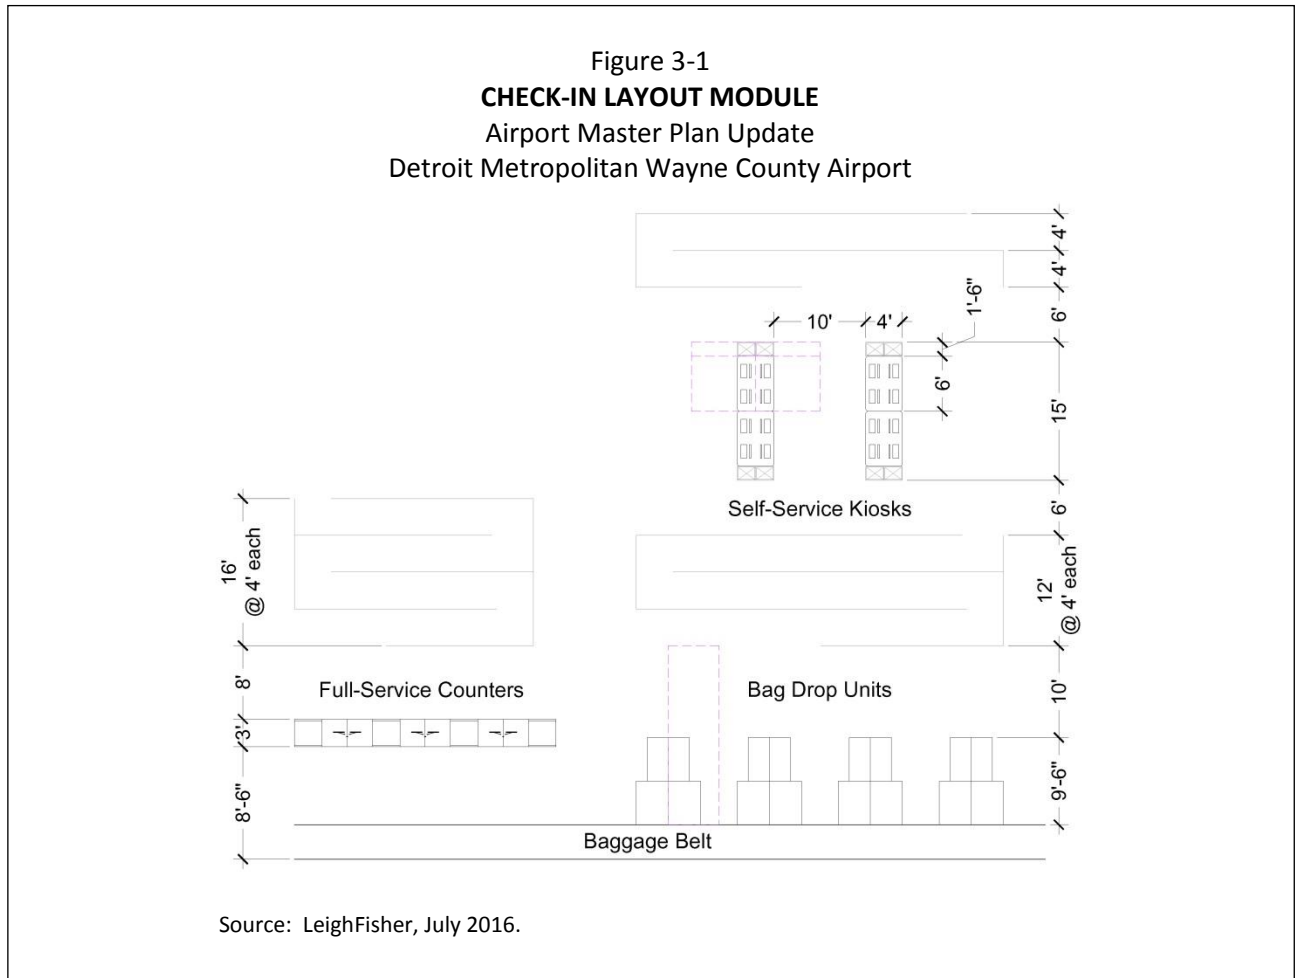 Figure 3-1
CHECK-IN LAYOUT MODULE
Airport Master Plan Update
Detroit Metropolitan Wayne County Airport
4'
4'
1'-6"
6'
10'
4'
6'
15'
Self-Service Kiosks
6'
16'
@ 4' each
12'
@ 4' each
8'
Full-Service Counters
Bag Drop Units
10'
3'
8'-6"
9'-6"
Baggage Belt
Source: LeighFisher, July 2016.